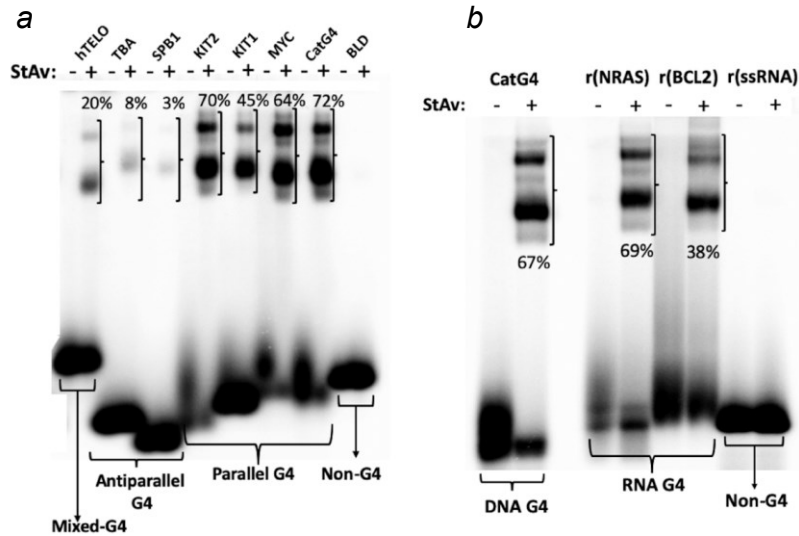 a
hTELO TBA SPB1 KIT2 KIT1 MYC CatG4 BLD
StAv: - + - + - + - + - + - + - + - +
20% 8% 3% 70% 45% 64% 72%
Antiparallel
G4
Parallel G4
Non-G4
Mixed-G4
b
CatG4 r(NRAS) r(BCL2) r(ssRNA)
StAv: - + - + - + - +
67% 69% 38%
DNA G4
RNA G4
Non-G4